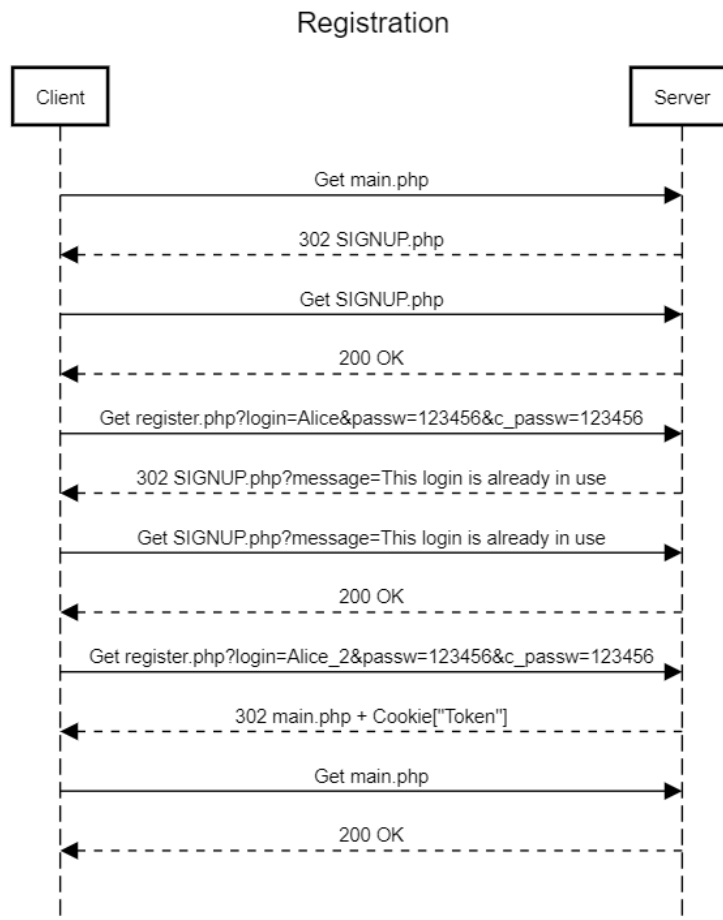 Registration
Client
Server
Get main.php
302 SIGNUP.php
Get SIGNUP.php
200 OK
Get register.php?login=Alice&passw=123456&c_passw=123456
302 SIGNUP.php?message=This login is already in use
Get SIGNUP.php?message=This login is already in use
200 OK
Get register.php?login=Alice_2&passw=123456&c_passw=123456
302 main.php + Cookie["Token"]
Get main.php
200 OK